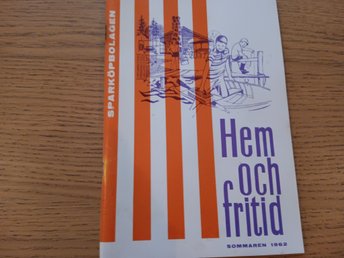 SPARKÖPBOLAGEN
Hem
och
fritid
SOMMAREN 1962